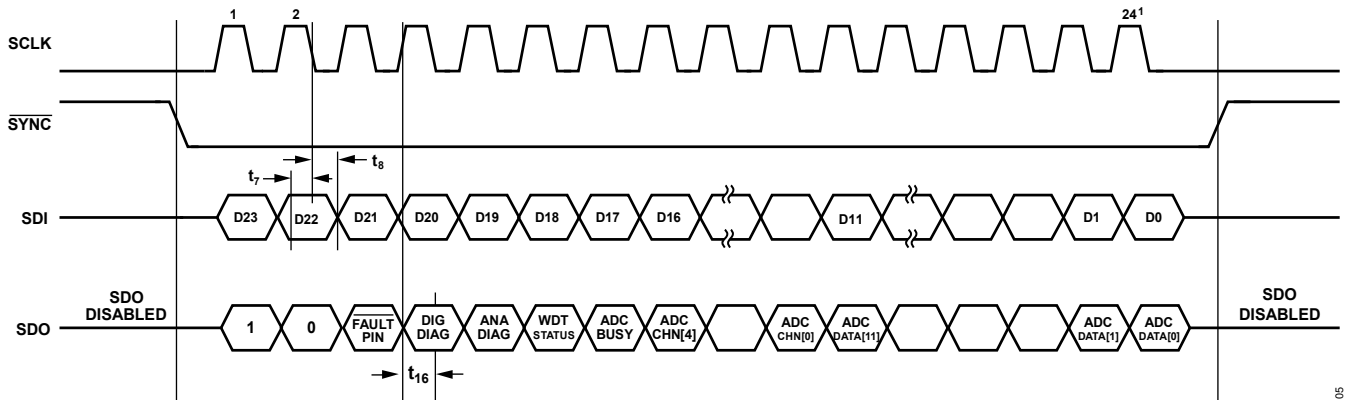 1 2 24¹
SCLK
SYNC
t₈
t₇
SDI D23 D22 D21 D20 D19 D18 D17 D16 D11 D1 D0
SDO DISABLED
SDO DISABLED
SDO 1 0 FAULT PIN DIG DIAG ANA DIAG WDT STATUS ADC BUSY ADC CHN[4] ADC CHN[0] ADC DATA[11] ADC DATA[1] ADC DATA[0]
t₁₆
05